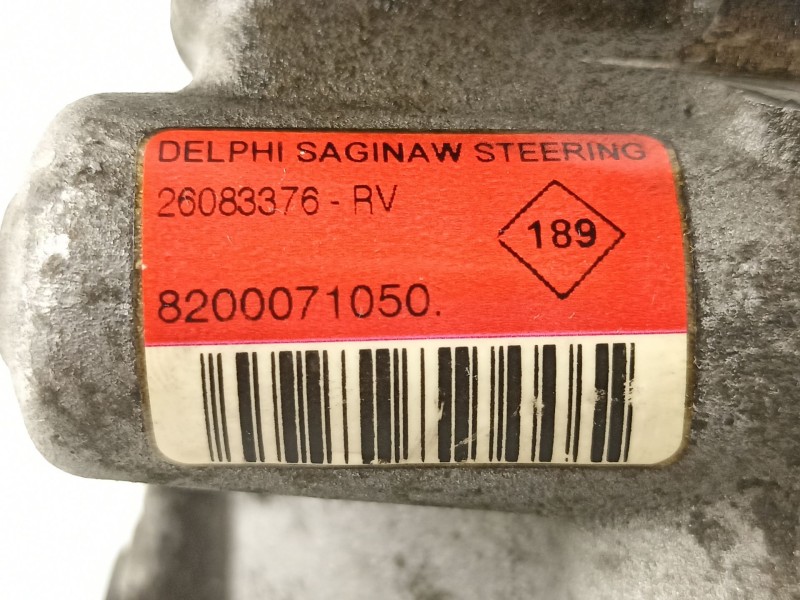 DELPHI SAGINAW STEERING
26083376 - RV
189
8200071050.